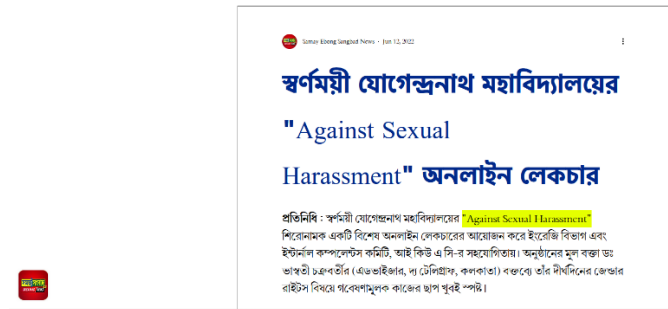 Samay Ebong Sangbad News · Jun 12, 2022
স্বর্ণময়ী যোগেন্দ্রনাথ মহাবিদ্যালয়ের
"Against Sexual
Harassment" অনলাইন লেকচার
প্রতিনিধি : স্বর্ণময়ী যোগেন্দ্রনাথ মহাবিদ্যালয়ের "Against Sexual Harassment"
শিরোনামক একটি বিশেষ অনলাইন লেকচারের আয়োজন করে ইংরেজি বিভাগ এবং
ইন্টার্নাল কম্পলেন্টস কমিটি, আই কিউ এ সি-র সহযোগিতায়। অনুষ্ঠানের মূল বক্তা ডঃ
ভাস্বতী চক্রবর্তীর (এডভাইজার, দ্য টেলিগ্রাফ, কলকাতা) বক্তব্যে তাঁর দীর্ঘদিনের জেন্ডার
রাইটস বিষয়ে গবেষণামূলক কাজের ছাপ খুবই স্পষ্ট।